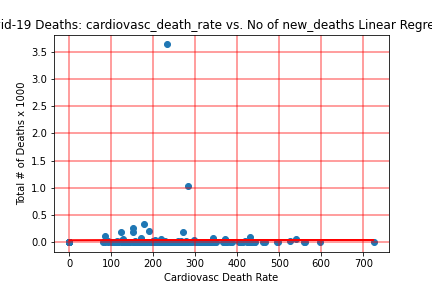 id-19 Deaths: cardiovasc_death_rate vs. No of new_deaths Linear Regre
3.5
3.0
2.5
2.0
1.5
1.0
0.5
0.0
Total # of Deaths x 1000
0 100 200 300 400 500 600 700
Cardiovasc Death Rate